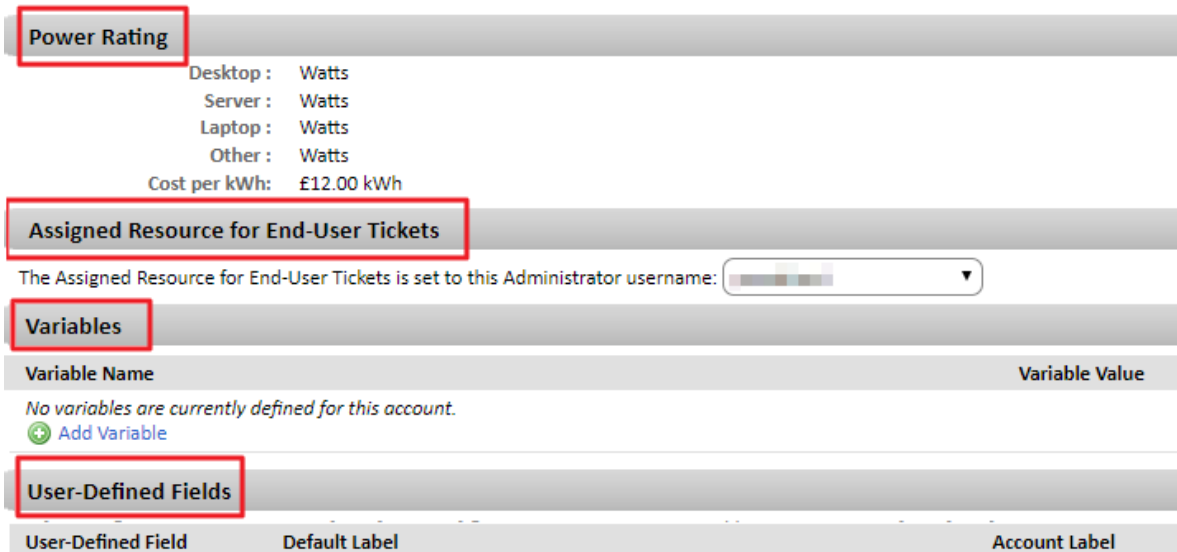 Power Rating
Desktop : Watts
Server : Watts
Laptop : Watts
Other : Watts
Cost per kWh: £12.00 kWh
Assigned Resource for End-User Tickets
The Assigned Resource for End-User Tickets is set to this Administrator username:
Variables
Variable Name Variable Value
No variables are currently defined for this account.
Add Variable
User-Defined Fields
User-Defined Field Default Label Account Label